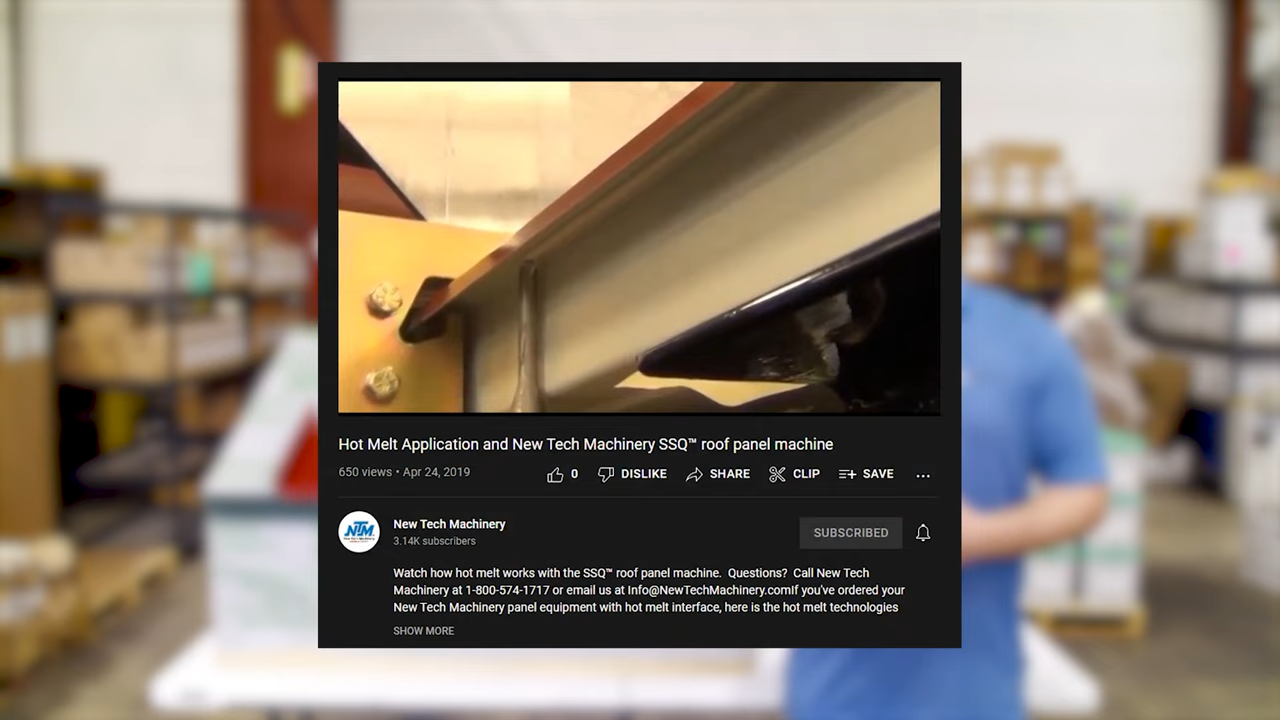 Hot Melt Application and New Tech Machinery SSQ™ roof panel machine
650 views • Apr 24, 2019
0 DISLIKE SHARE CLIP SAVE ...
NTM
New Tech Machinery
New Tech Machinery
3.14K subscribers
SUBSCRIBED
Watch how hot melt works with the SSQ™ roof panel machine.  Questions?  Call New Tech
Machinery at 1-800-574-1717 or email us at Info@NewTechMachinery.comIf you've ordered your
New Tech Machinery panel equipment with hot melt interface, here is the hot melt technologies
SHOW MORE